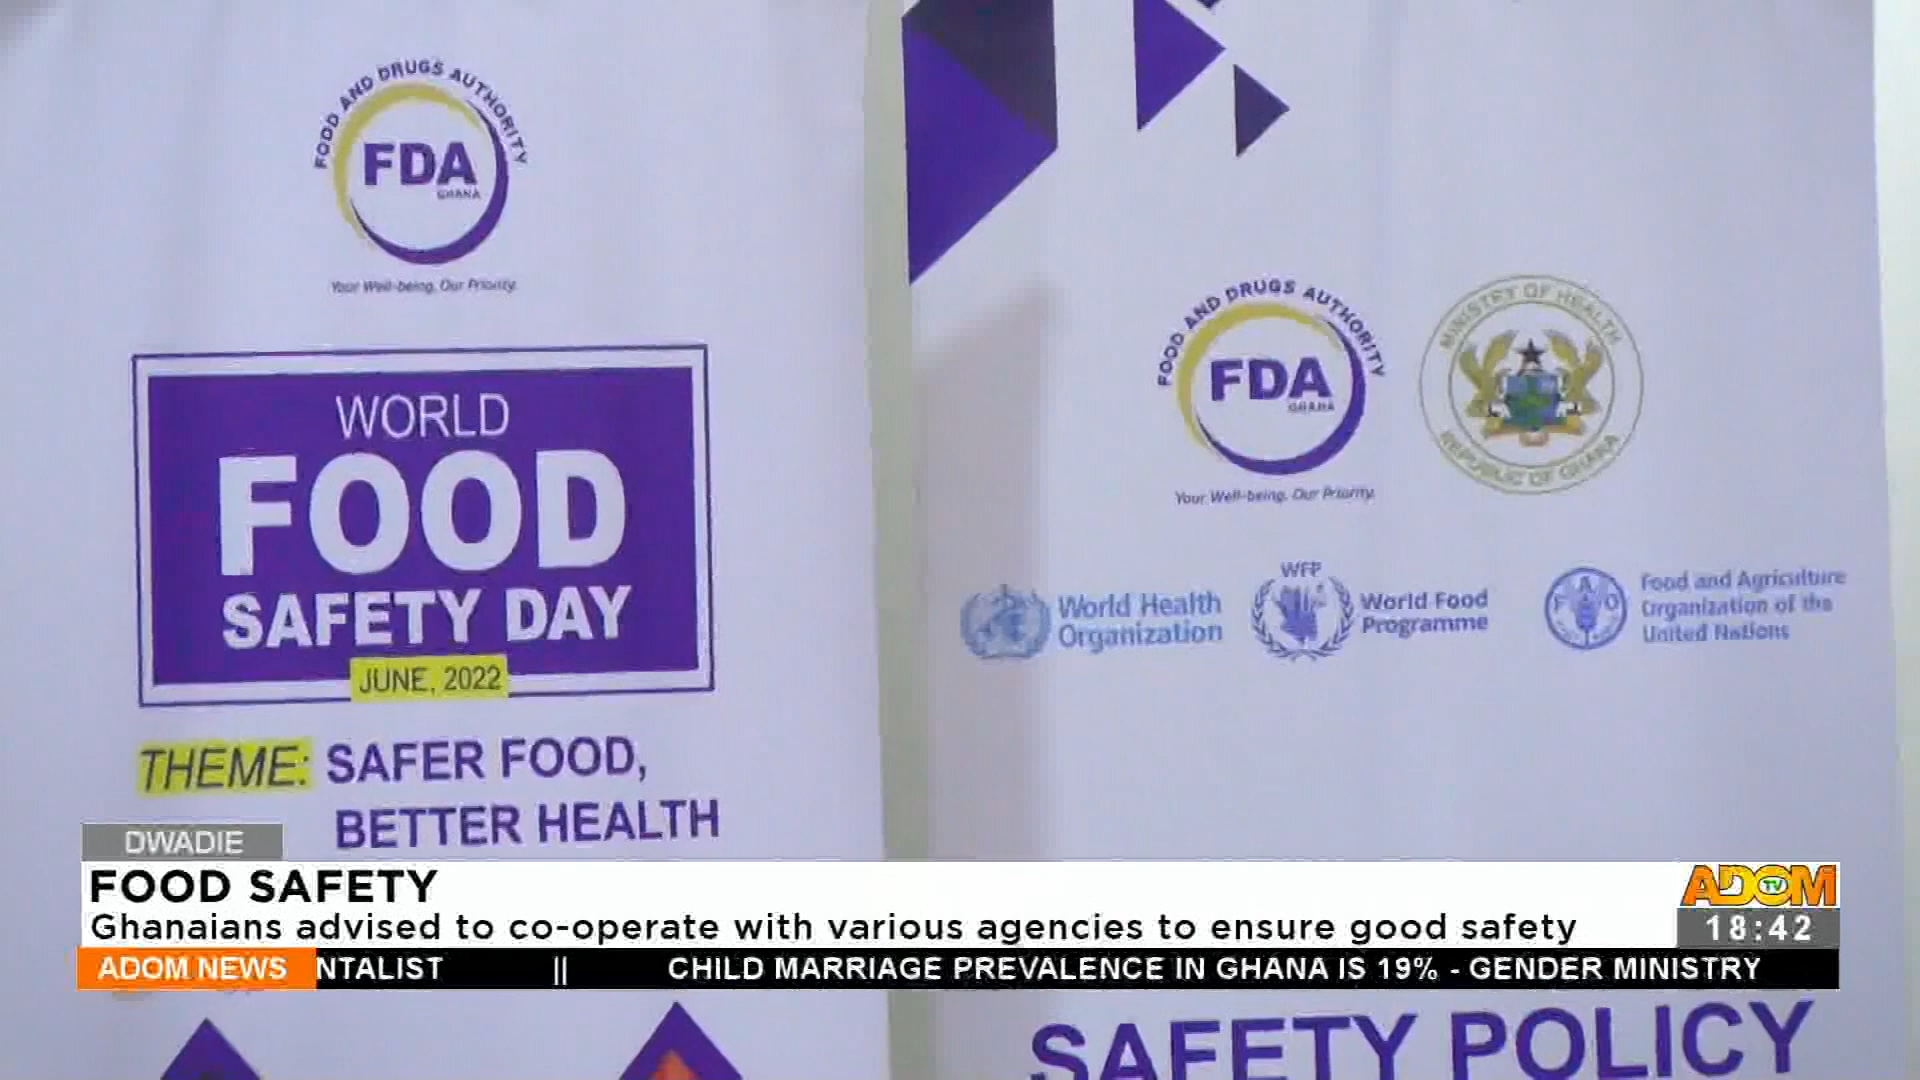 FOOD AND DRUGS AUTHORITY
FDA
GHANA
Your Well-being, Our Priority.
WORLD
FOOD
SAFETY DAY
JUNE, 2022
THEME: SAFER FOOD,
BETTER HEALTH
FOOD AND DRUGS AUTHORITY
FDA
GHANA
Your Well-being, Our Priority.
MINISTRY OF HEALTH
REPUBLIC OF GHANA
World Health
Organization
WFP
World Food
Programme
FAO
Food and Agriculture
Organization of the
United Nations
SAFETY POLICY
DWADIE
FOOD SAFETY
Ghanaians advised to co-operate with various agencies to ensure good safety
ADOM TV
18:42
ADOM NEWS
NTALIST || CHILD MARRIAGE PREVALENCE IN GHANA IS 19% - GENDER MINISTRY